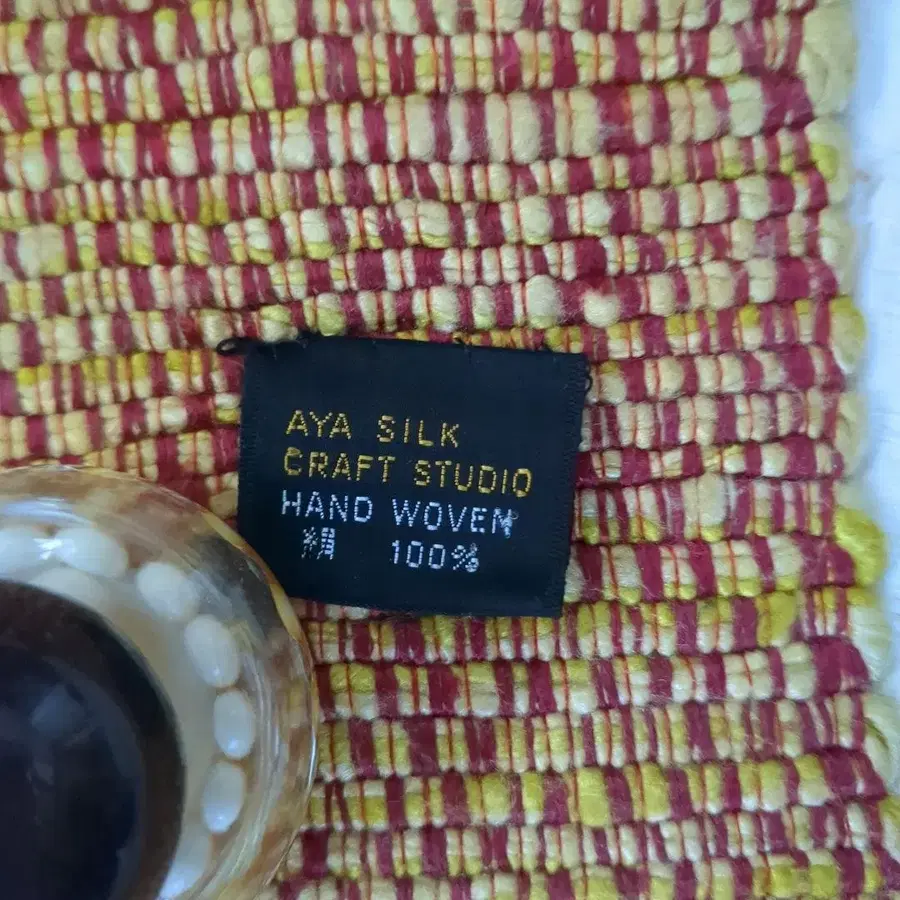 AYA SILK
CRAFT STUDIO
HAND WOVEN
絹 100%